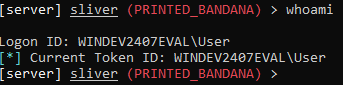 [server] sliver (PRINTED_BANDANA) > whoami
Logon ID: WINDEV2407EVAL\User
[*] Current Token ID: WINDEV2407EVAL\User
[server] sliver (PRINTED_BANDANA) >